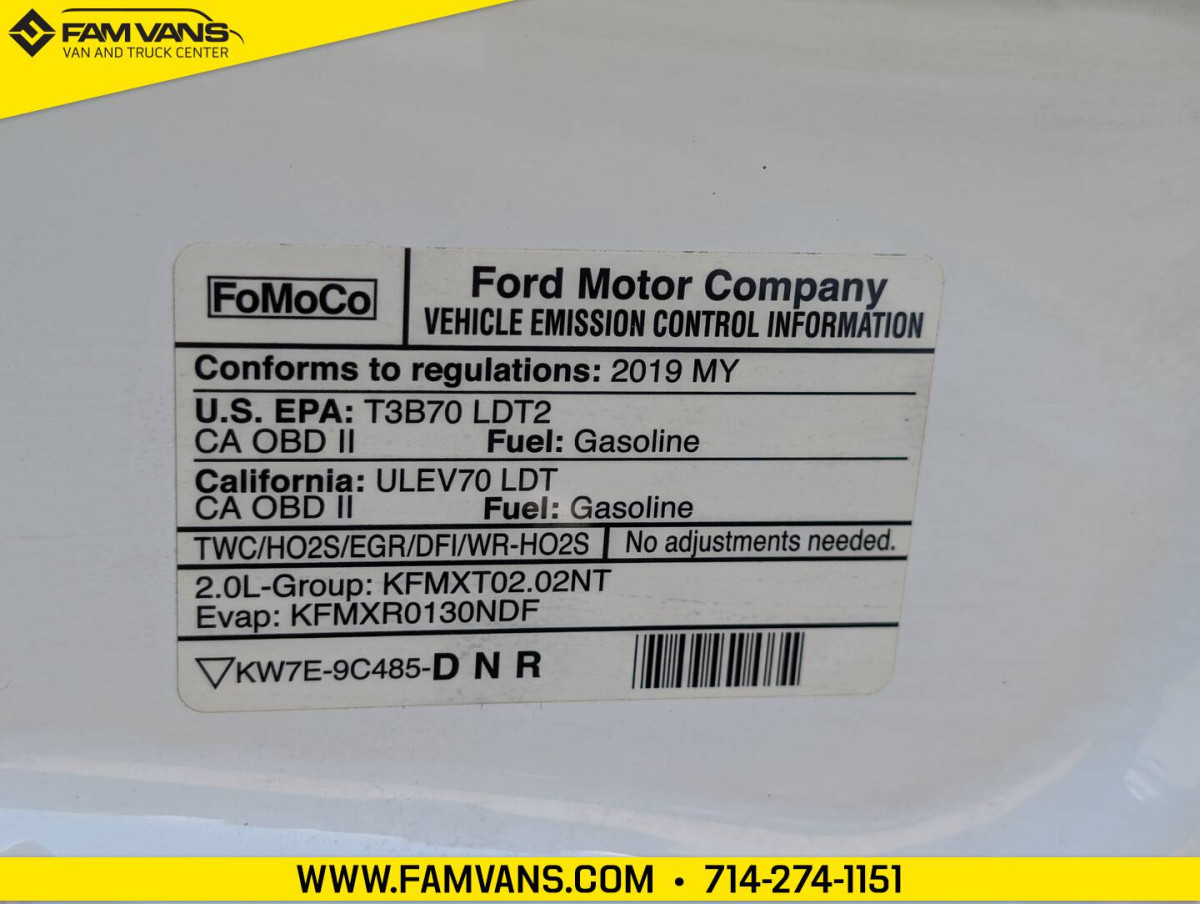 FAM VANS
VAN AND TRUCK CENTER
FoMoCo
Ford Motor Company
VEHICLE EMISSION CONTROL INFORMATION
Conforms to regulations: 2019 MY
U.S. EPA: T3B70 LDT2
CA OBD II Fuel: Gasoline
California: ULEV70 LDT
CA OBD II Fuel: Gasoline
TWC/HO2S/EGR/DFI/WR-HO2S No adjustments needed.
2.0L-Group: KFMXT02.02NT
Evap: KFMXR0130NDF
KW7E-9C485-D N R
WWW.FAMVANS.COM • 714-274-1151